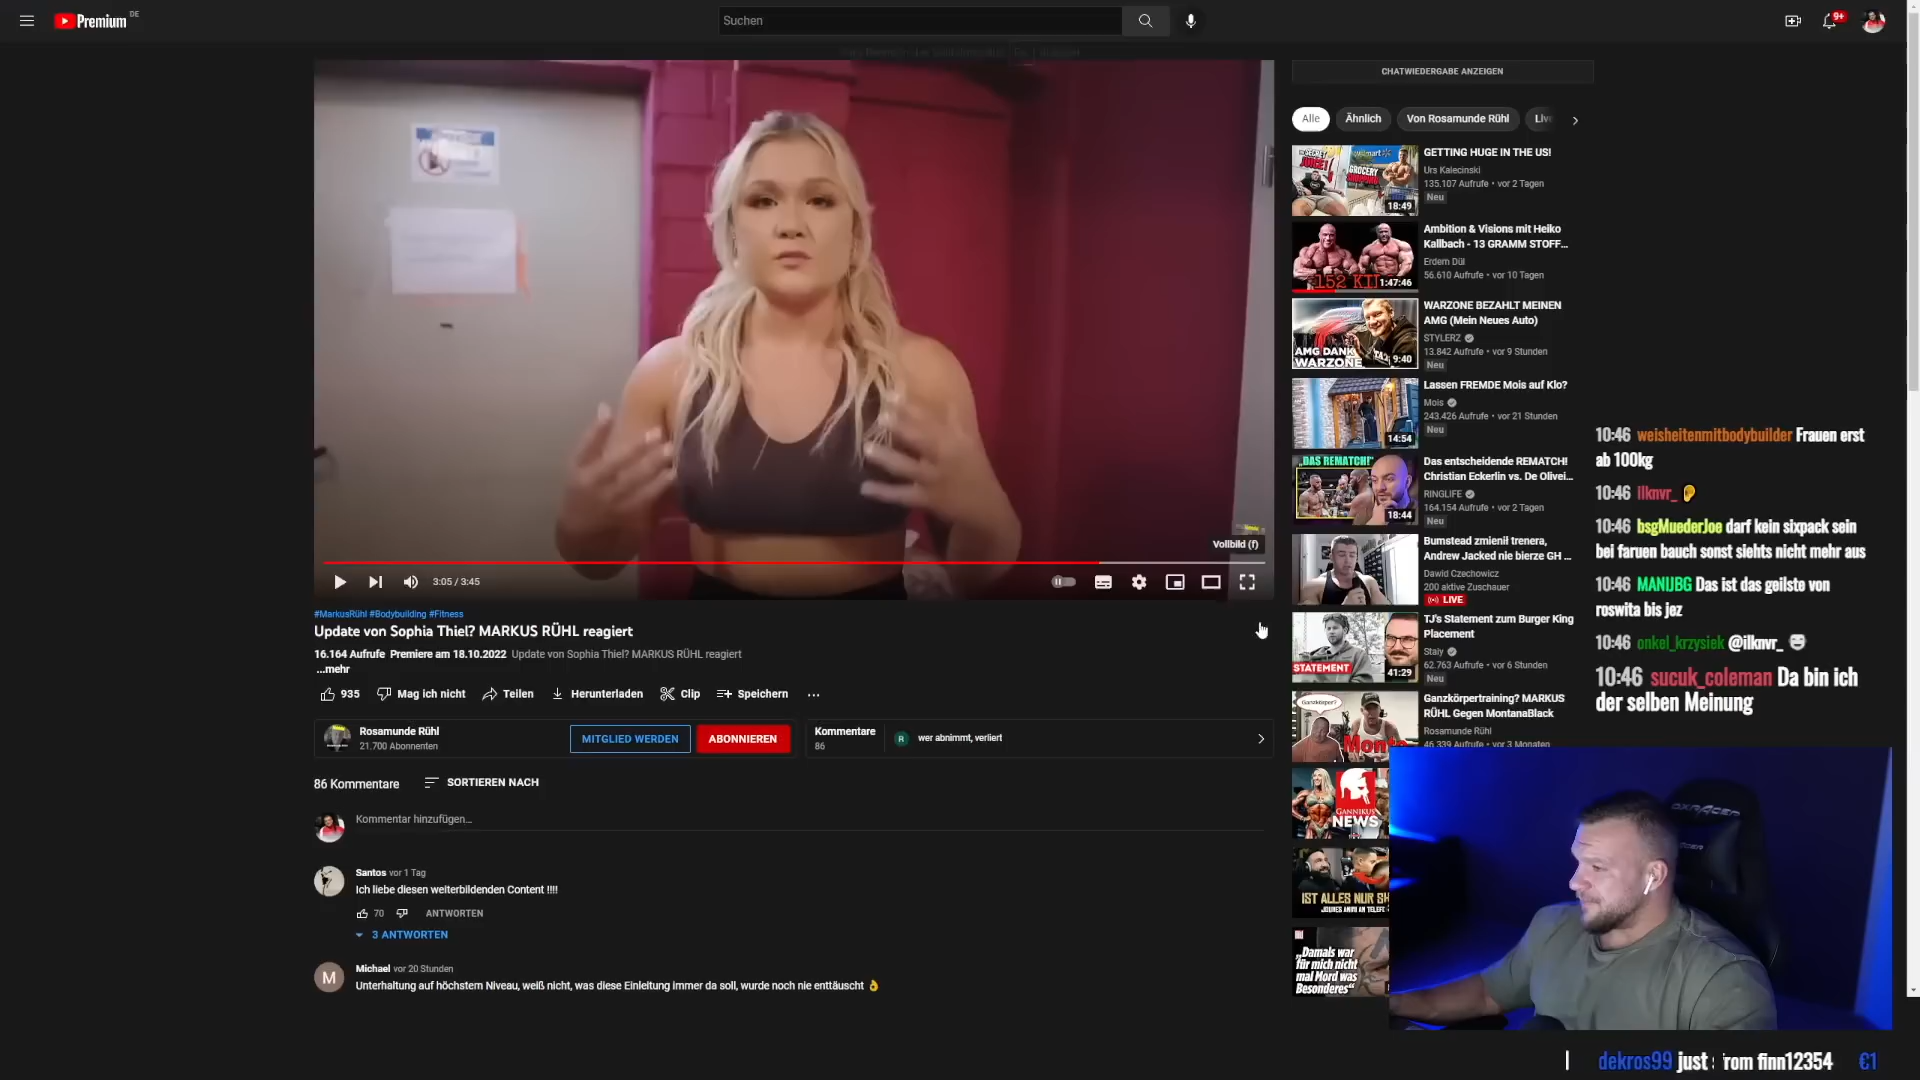 Premium DE
Suchen
9+
Vollbild (f)
3:05 / 3:45
#MarkusRühl #Bodybuilding #Fitness
Update von Sophia Thiel? MARKUS RÜHL reagiert
16.164 Aufrufe Premiere am 18.10.2022 Update von Sophia Thiel? MARKUS RÜHL reagiert
...mehr
935 Mag ich nicht Teilen Herunterladen Clip Speichern
Rosamunde Rühl
21.700 Abonnenten
MITGLIED WERDEN
ABONNIEREN
Kommentare
86
R
wer abnimmt, verliert
86 Kommentare
SORTIEREN NACH
Kommentar hinzufügen...
Santos vor 1 Tag
Ich liebe diesen weiterbildenden Content !!!!
70 ANTWORTEN
3 ANTWORTEN
M
Michael vor 20 Stunden
Unterhaltung auf höchstem Niveau, weiß nicht, was diese Einleitung immer da soll, wurde noch nie enttäuscht 👌
CHATWIEDERGABE ANZEIGEN
Alle Ähnlich Von Rosamunde Rühl Live
GROCERY
18:49
GETTING HUGE IN THE US!
Urs Kalecinski
135.107 Aufrufe • vor 2 Tagen
Neu
1:47:46
Ambition & Visions mit Heiko
Kallbach - 13 GRAMM STOFF...
Erdem Dül
56.610 Aufrufe • vor 10 Tagen
AMG DANK
WARZONE
9:40
WARZONE BEZAHLT MEINEN
AMG (Mein Neues Auto)
STYLERZ
13.842 Aufrufe • vor 9 Stunden
Neu
14:54
Lassen FREMDE Mois auf Klo?
Mois
243.426 Aufrufe • vor 21 Stunden
Neu
„DAS REMATCH!"
18:44
Das entscheidende REMATCH!
Christian Eckerlin vs. De Olivei...
RINGLIFE
164.154 Aufrufe • vor 2 Tagen
Neu
Bumstead zmienił trenera,
Andrew Jacked nie bierze GH ...
Dawid Czechowicz
200 aktive Zuschauer
LIVE
STATEMENT
41:29
TJ's Statement zum Burger King
Placement
Staiy
62.763 Aufrufe • vor 6 Stunden
Neu
Ganzkörper?
Ganzkörpertraining? MARKUS
RÜHL Gegen MontanaBlack
Rosamunde Rühl
46.339 Aufrufe • vor 3 Monaten
GANNIKUS
NEWS
IST ALLES NUR
„Damals war
für mich nicht
mal Mord was
Besonderes"
10:46 weisheitenmitbodybuilder Frauen erst
ab 100kg
10:46 ilknvr_ 👂
10:46 bsgMuederJoe darf kein sixpack sein
bei faruen bauch sonst siehts nicht mehr aus
10:46 MANIJBG Das ist das geilste von
roswita bis jez
10:46 onkel_krzysiek @ilknvr_
10:46 sucuk_coleman Da bin ich
der selben Meinung
dekros99 just from finn12354 €1